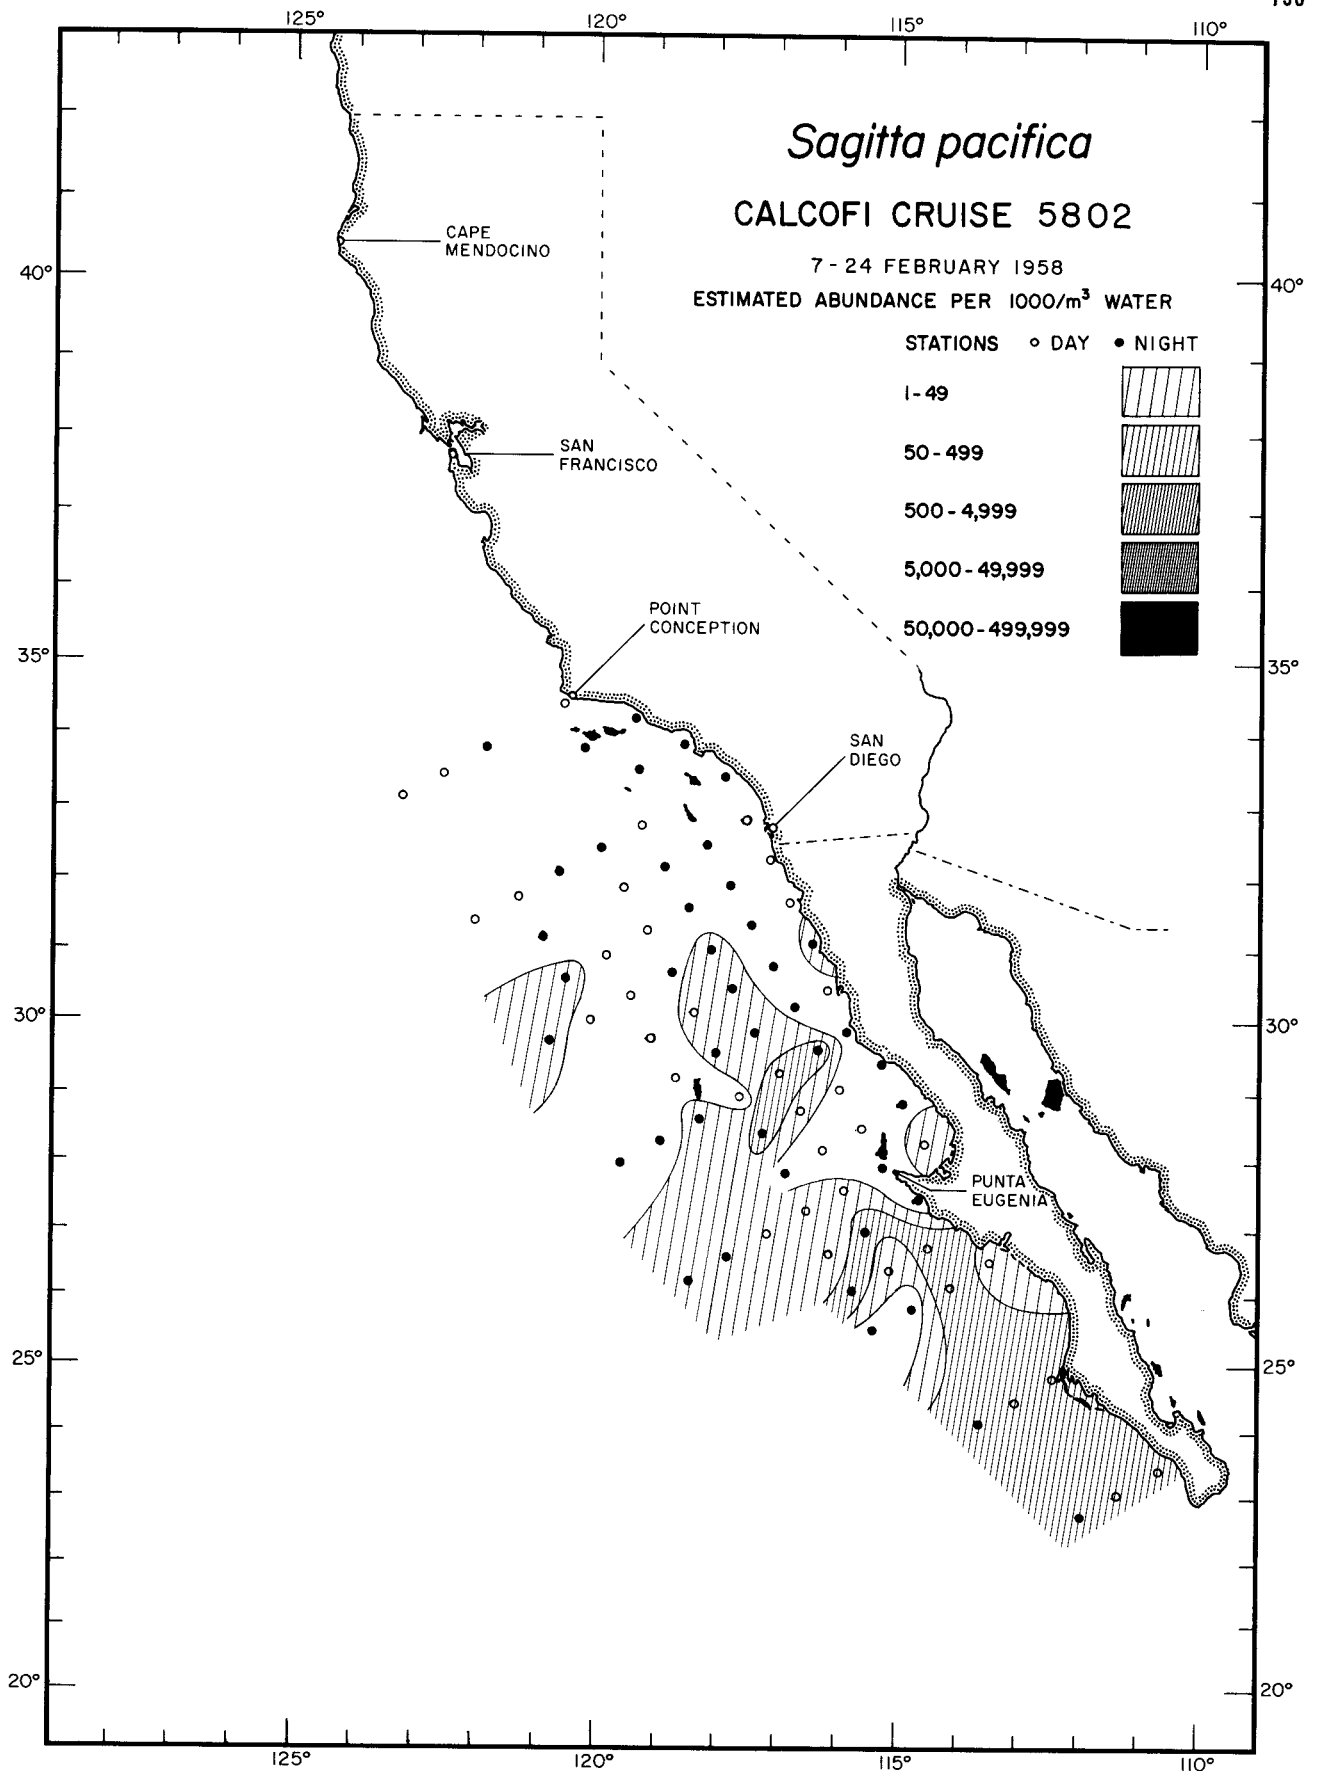 125°
120°
115°
110°
Sagitta pacifica
CALCOFI CRUISE 5802
7-24 FEBRUARY 1958
ESTIMATED ABUNDANCE PER 1000/m³ WATER
STATIONS ○ DAY ● NIGHT
1-49
50-499
500-4,999
5,000-49,999
50,000-499,999
CAPE
MENDOCINO
40°
40°
SAN
FRANCISCO
POINT
CONCEPTION
35°
35°
SAN
DIEGO
30°
30°
PUNTA
EUGENIA
25°
25°
20°
20°
125°
120°
115°
110°